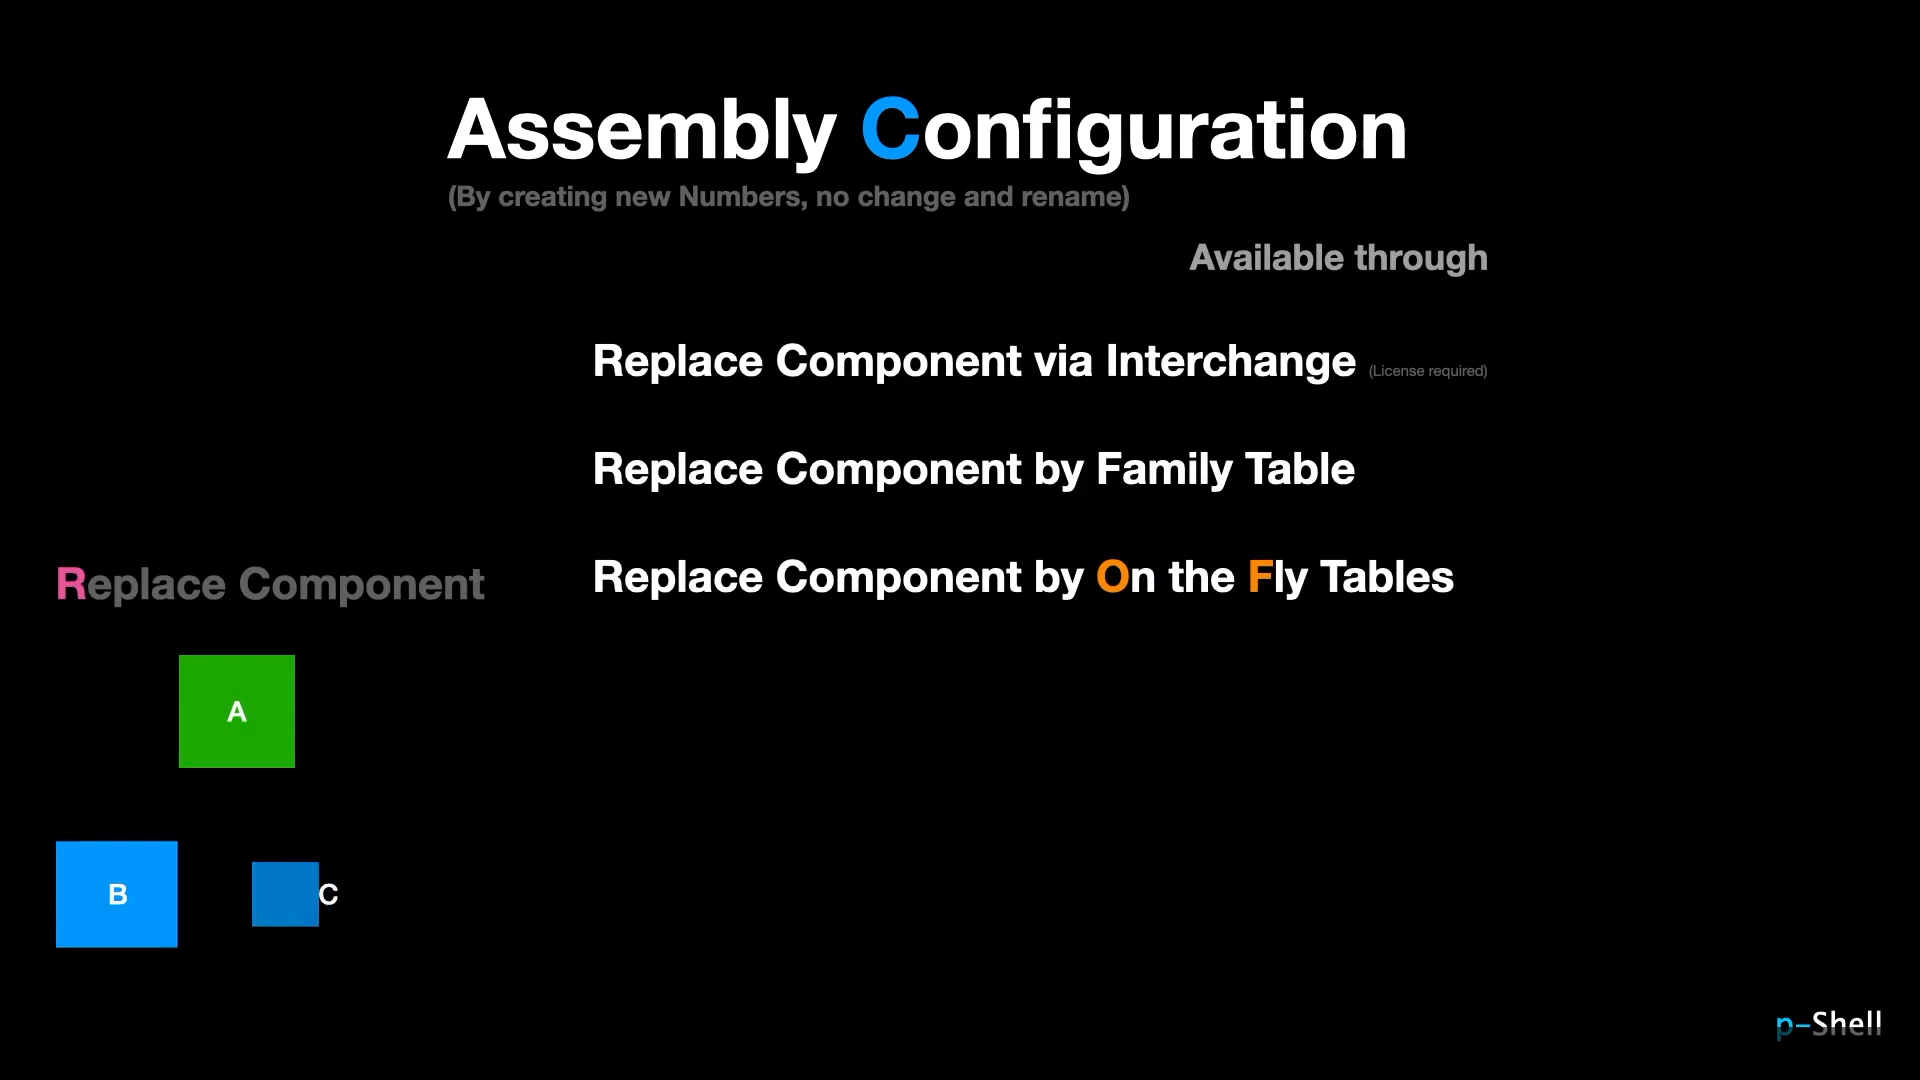 Assembly Configuration
(By creating new Numbers, no change and rename)
Available through
Replace Component via Interchange (License required)
Replace Component by Family Table
Replace Component by On the Fly Tables
Replace Component
A
B
C
p-Shell